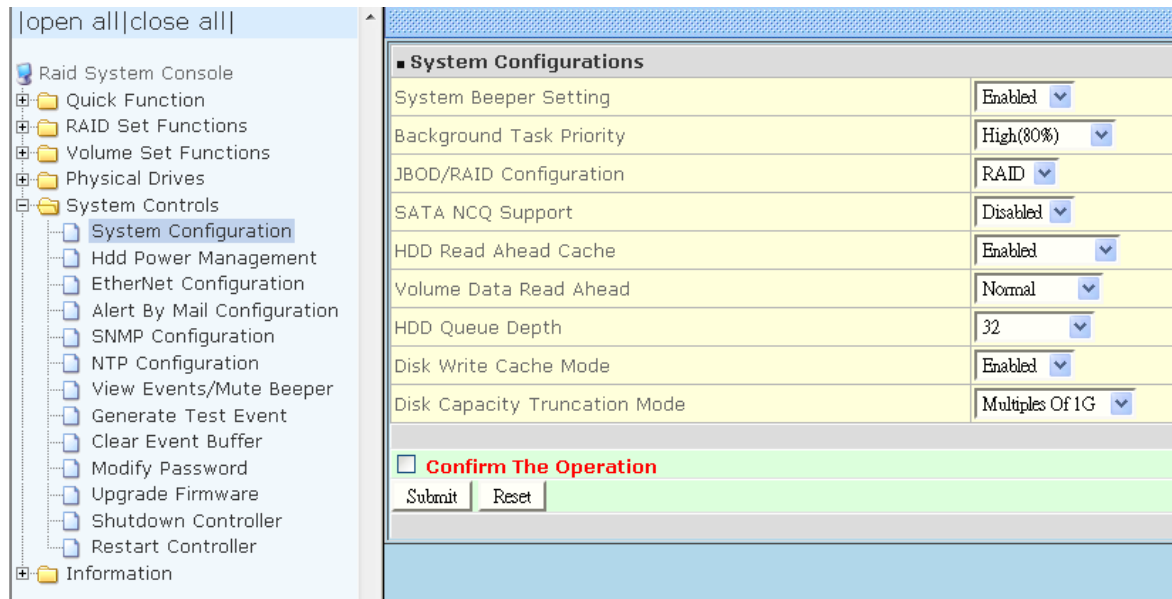 |open all|close all|
Raid System Console
Quick Function
RAID Set Functions
Volume Set Functions
Physical Drives
System Controls
System Configuration
Hdd Power Management
EtherNet Configuration
Alert By Mail Configuration
SNMP Configuration
NTP Configuration
View Events/Mute Beeper
Generate Test Event
Clear Event Buffer
Modify Password
Upgrade Firmware
Shutdown Controller
Restart Controller
Information
System Configurations
System Beeper Setting Enabled
Background Task Priority High(80%)
JBOD/RAID Configuration RAID
SATA NCQ Support Disabled
HDD Read Ahead Cache Enabled
Volume Data Read Ahead Normal
HDD Queue Depth 32
Disk Write Cache Mode Enabled
Disk Capacity Truncation Mode Multiples Of 1G
Confirm The Operation
Submit Reset